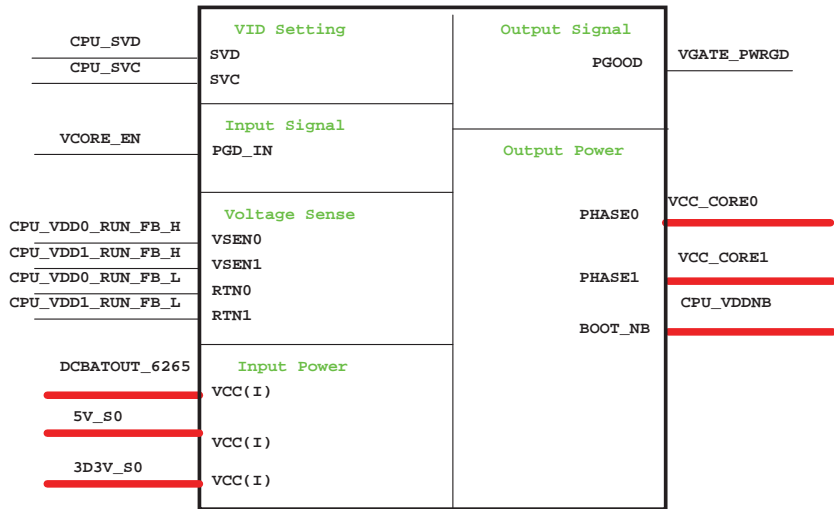 VID Setting
Output Signal
CPU_SVD
SVD
PGOOD
VGATE_PWRGD
CPU_SVC
SVC
Input Signal
VCORE_EN
PGD_IN
Output Power
Voltage Sense
PHASE0
VCC_CORE0
CPU_VDD0_RUN_FB_H
VSEN0
CPU_VDD1_RUN_FB_H
VSEN1
PHASE1
VCC_CORE1
CPU_VDD0_RUN_FB_L
RTN0
CPU_VDD1_RUN_FB_L
RTN1
BOOT_NB
CPU_VDDNB
DCBATOUT_6265
Input Power
VCC(I)
5V_S0
VCC(I)
3D3V_S0
VCC(I)